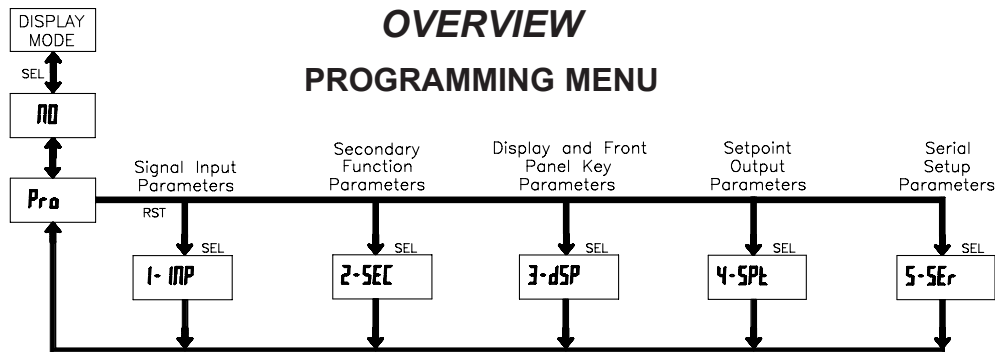 OVERVIEW
PROGRAMMING MENU
DISPLAY
MODE
SEL
NO
Pro
RST
Signal Input
Parameters
SEL
1-INP
Secondary
Function
Parameters
SEL
2-SEC
Display and Front
Panel Key
Parameters
SEL
3-dSP
Setpoint
Output
Parameters
SEL
4-SPt
Serial
Setup
Parameters
SEL
5-SEr